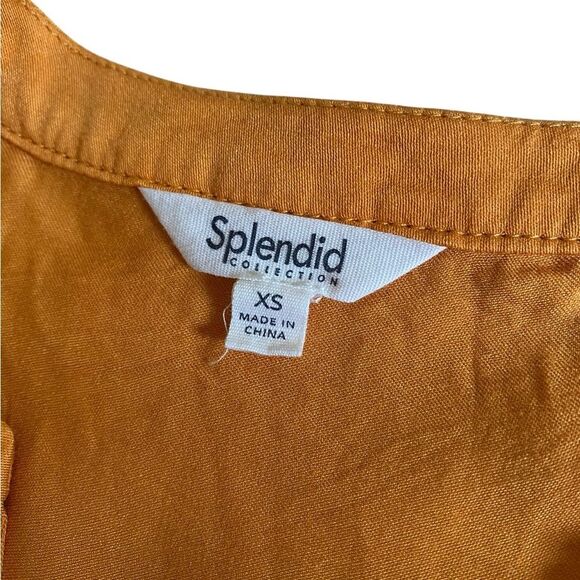 Splendid
COLLECTION
XS
MADE IN
CHINA